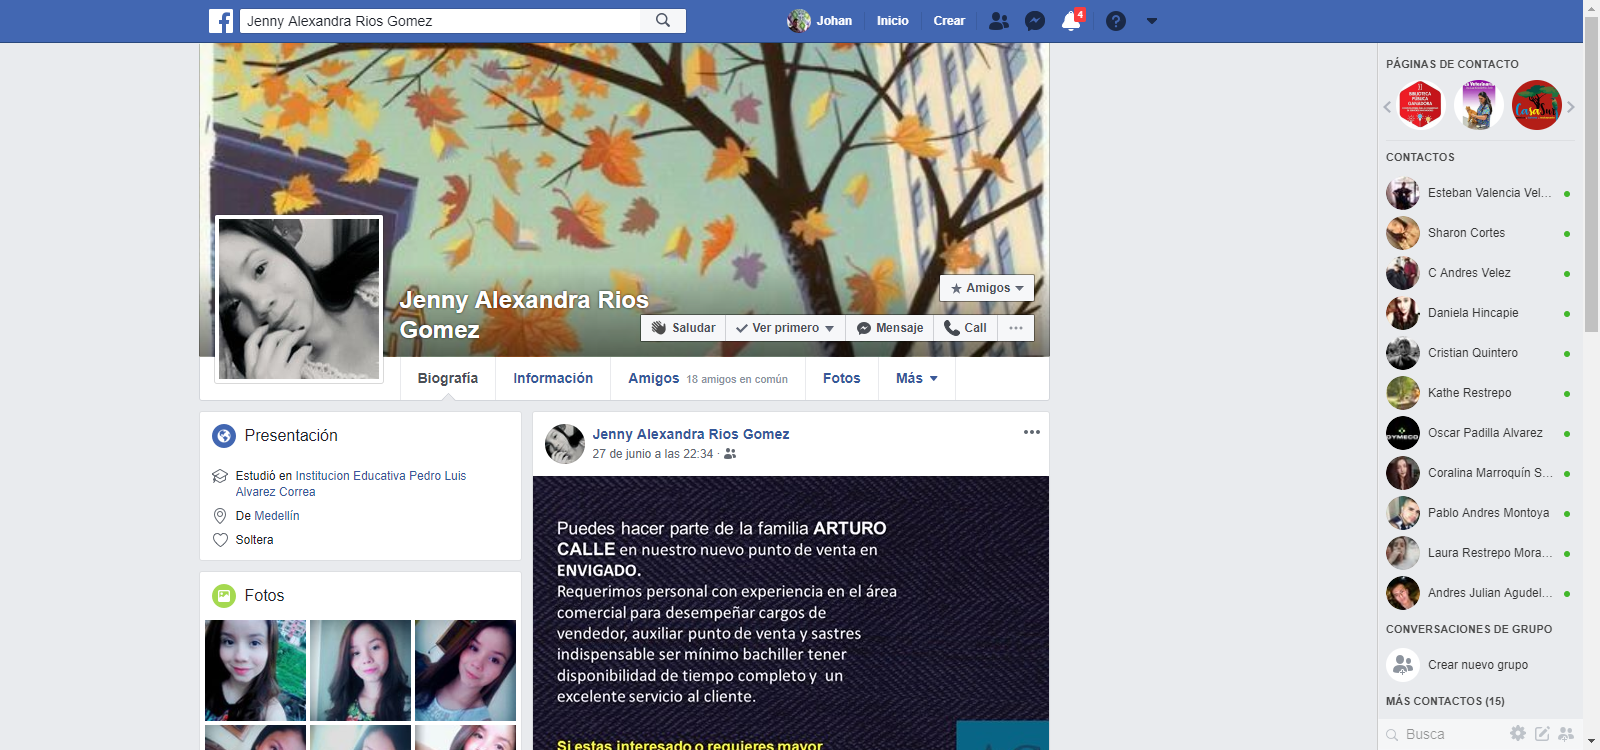 Jenny Alexandra Rios Gomez
Johan
Inicio
Crear
4
Jenny Alexandra Rios
Gomez
Amigos
Saludar
Ver primero
Mensaje
Call
Biografía
Información
Amigos 18 amigos en común
Fotos
Más
Presentación
Estudió en Institucion Educativa Pedro Luis
Alvarez Correa
De Medellín
Soltera
Fotos
Jenny Alexandra Rios Gomez
27 de junio a las 22:34 ·
Puedes hacer parte de la familia ARTURO
CALLE en nuestro nuevo punto de venta en
ENVIGADO.
Requerimos personal con experiencia en el área
comercial para desempeñar cargos de
vendedor, auxiliar punto de venta y sastres
indispensable ser mínimo bachiller tener
disponibilidad de tiempo completo y un
excelente servicio al cliente.
Si estas interesado o requieres mayor
PÁGINAS DE CONTACTO
BIBLIOTECA
PÚBLICA
GANADORA
CasaSur
CONTACTOS
Esteban Valencia Vel...
Sharon Cortes
C Andres Velez
Daniela Hincapie
Cristian Quintero
Kathe Restrepo
GYMECO
Oscar Padilla Alvarez
Coralina Marroquín S...
Pablo Andres Montoya
Laura Restrepo Mora...
Andres Julian Agudel...
CONVERSACIONES DE GRUPO
Crear nuevo grupo
MÁS CONTACTOS (15)
Busca